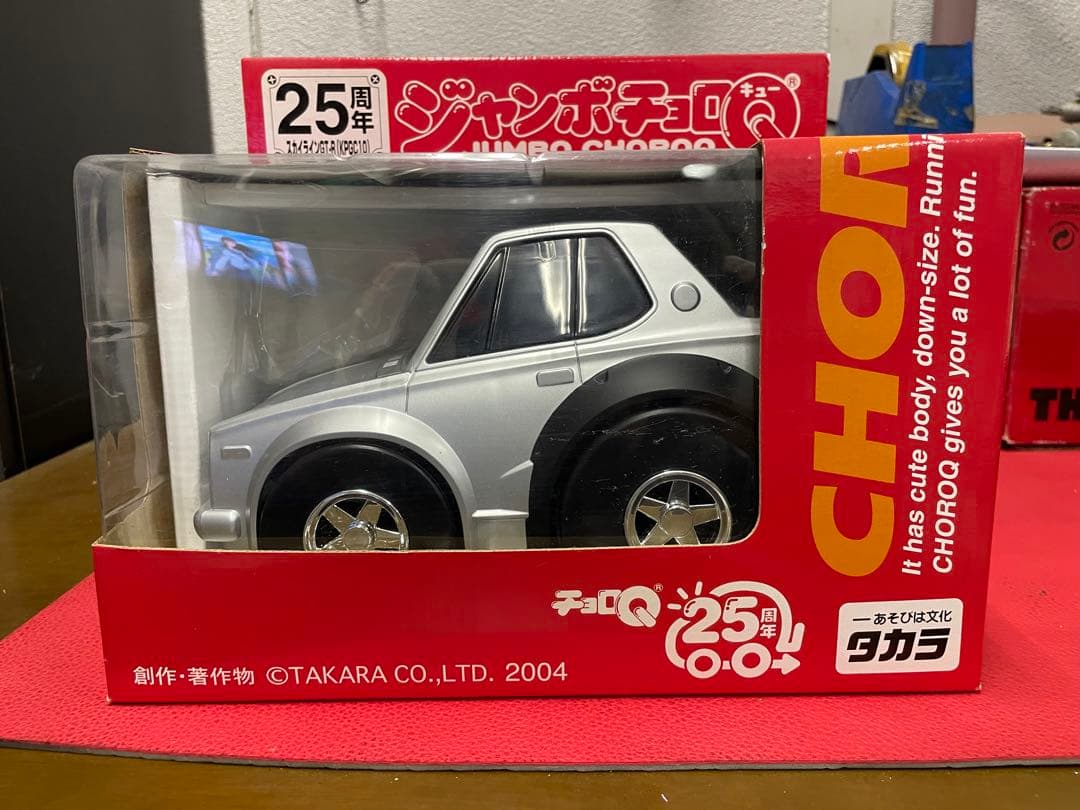 25周年
ジャンボチョロQ
キュー
®
スカイラインGT-R(KPGC10)
JUMBO CHOROQ
CHOR
It has cute body, down-size. Runni
CHOROQ gives you a lot of fun.
TH
チョロQ®
25周年
あそびは文化
タカラ
創作・著作物 ©TAKARA CO.,LTD. 2004